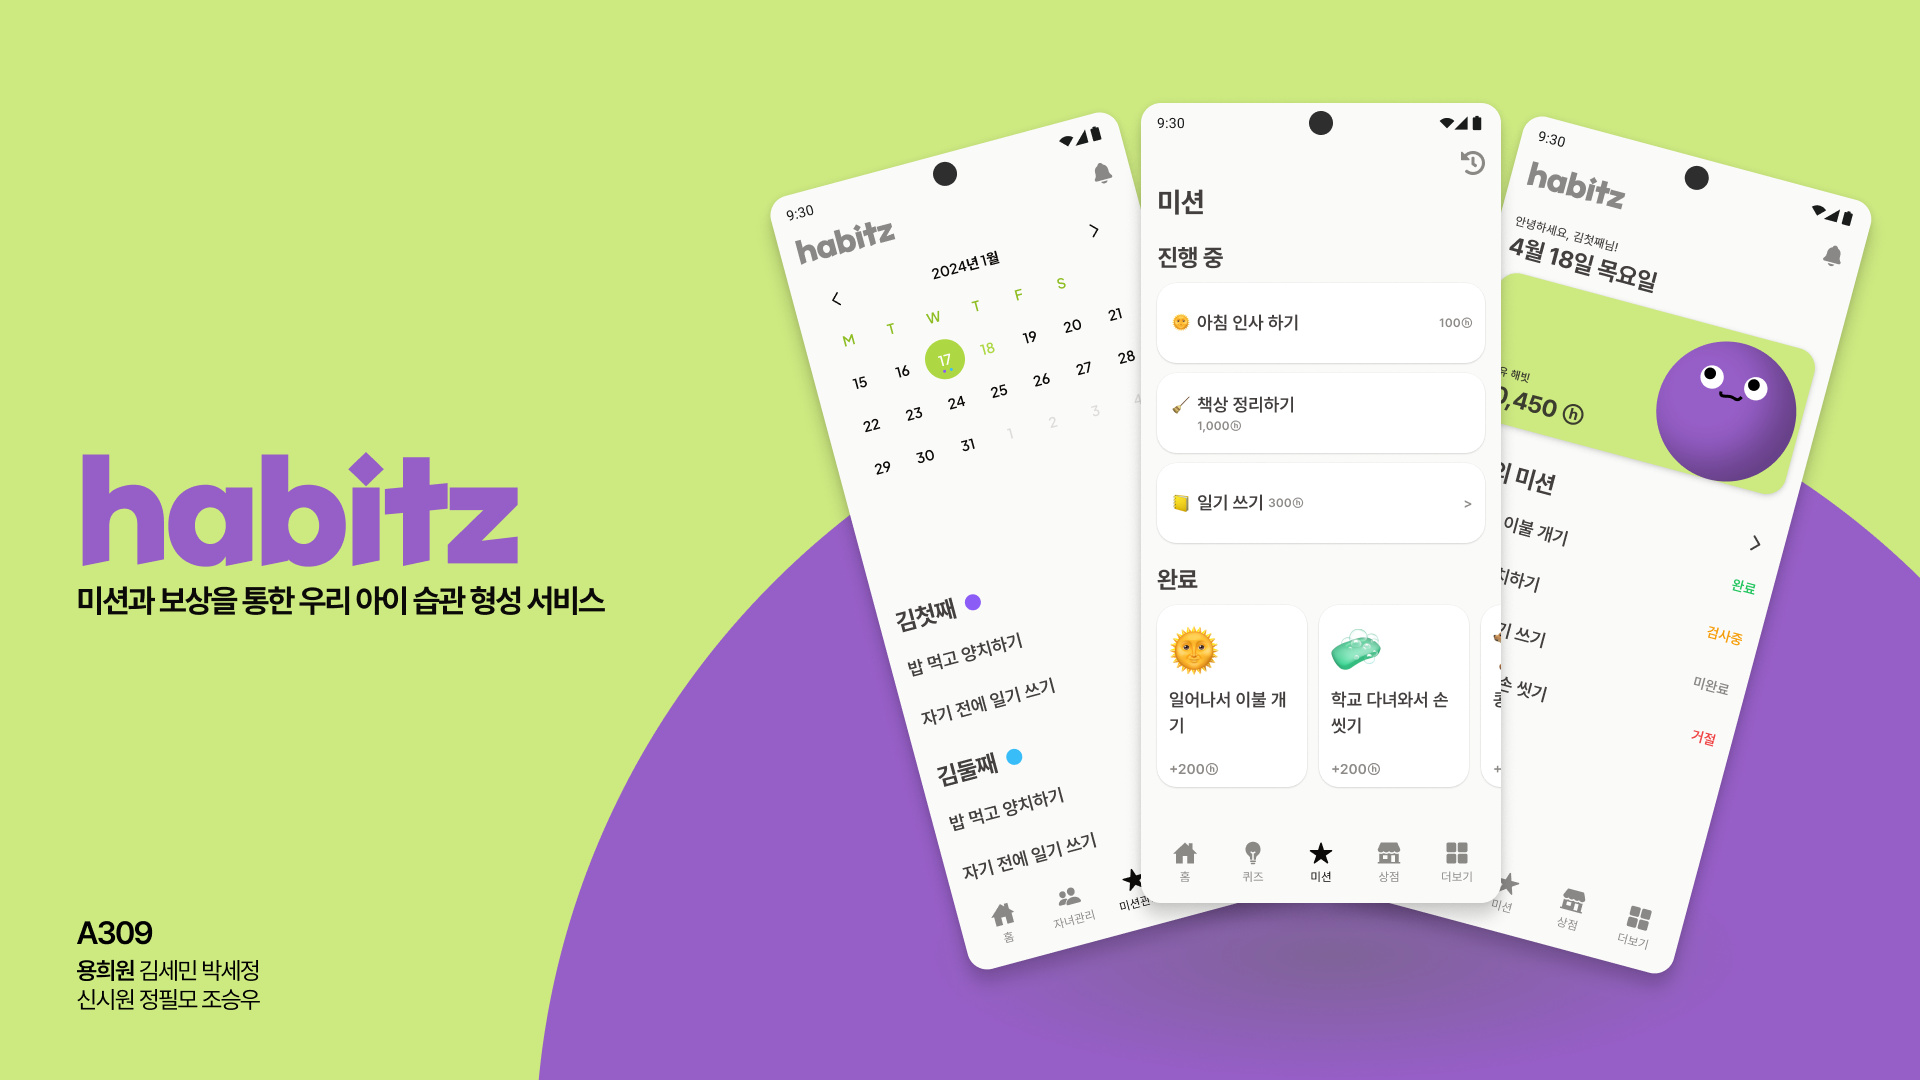 habitz
미션과 보상을 통한 우리 아이 습관 형성 서비스
A309
용희원 김세민 박세정
신시원 정필모 조승우
9:30
habitz
2024년 1월
M T W T F S
15 16 17 18 19 20 21
22 23 24 25 26 27 28
29 30 31 1 2 3 4
김첫째
밥 먹고 양치하기
자기 전에 일기 쓰기
김둘째
밥 먹고 양치하기
자기 전에 일기 쓰기
홈 자녀관리 미션관
9:30
미션
진행 중
아침 인사 하기 100ⓗ
책상 정리하기
1,000ⓗ
일기 쓰기 300ⓗ >
완료
일어나서 이불 개
기
+200ⓗ
학교 다녀와서 손
씻기
+200ⓗ
+
홈 퀴즈 미션 상점 더보기
9:30
habitz
안녕하세요, 김첫째님!
4월 18일 목요일
해빗
,450 ⓗ
미션
이불 개기
치하기 완료
기 쓰기 검사중
손 씻기 미완료
거절
미션 상점 더보기